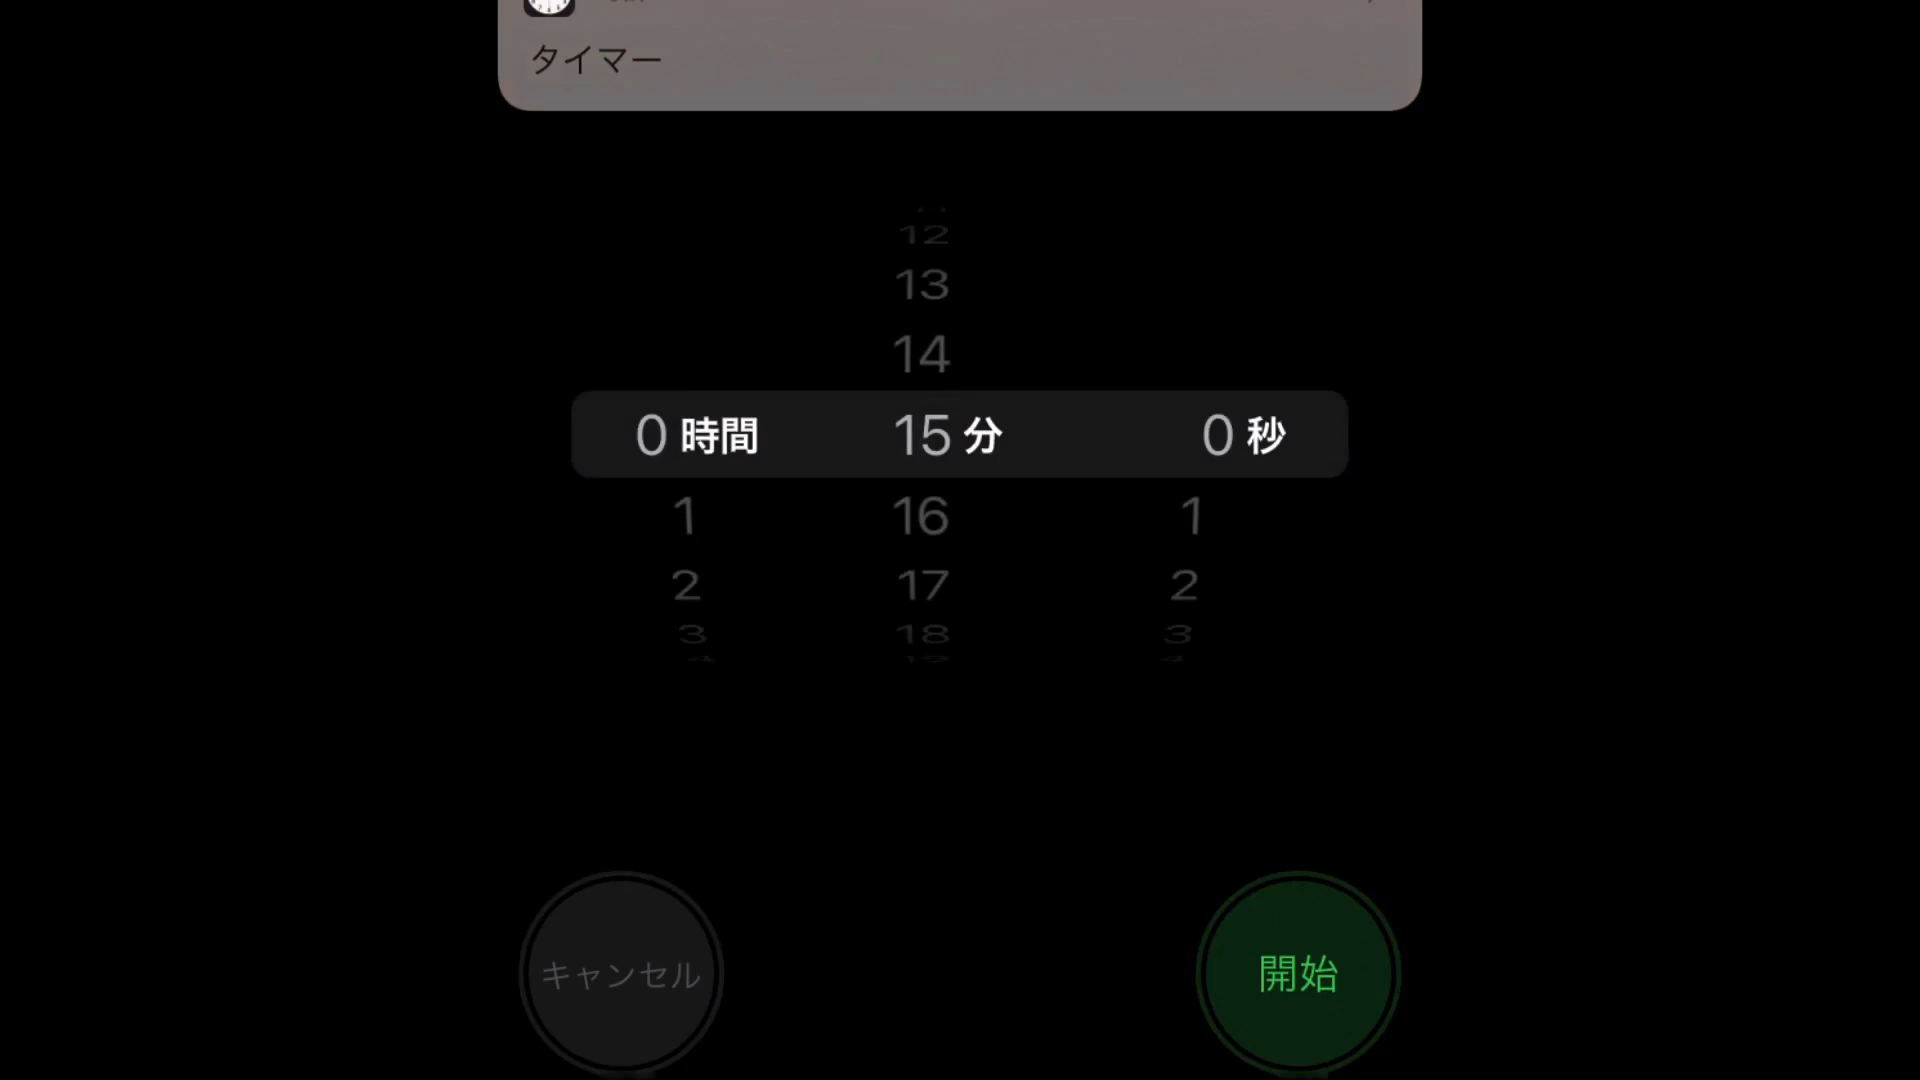 タイマー
12
13
14
0 時間 15 分 0 秒
1 16 1
2 17 2
3 18 3
キャンセル 開始